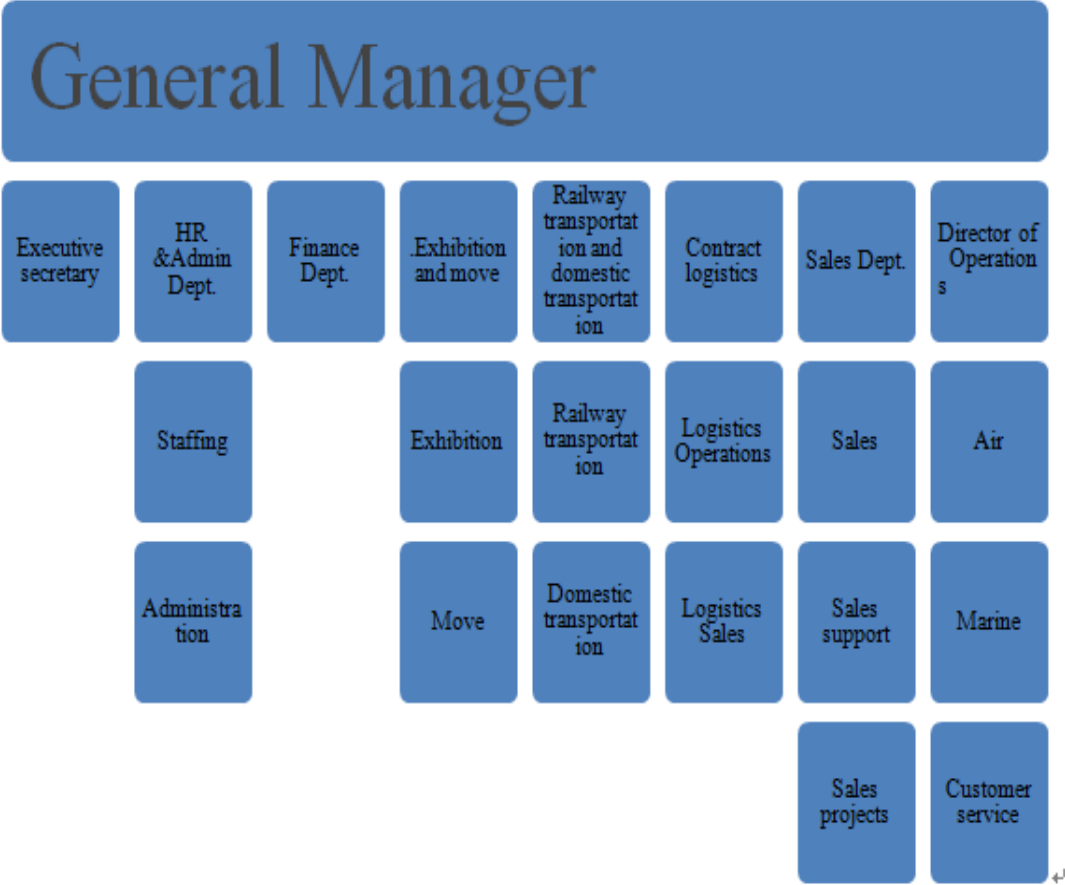 General Manager
Executive
secretary
HR
&Admin
Dept.
Finance
Dept.
.Exhibition
and move
Railway
transportat
ion and
domestic
transportat
ion
Contract
logistics
Sales Dept.
Director of
Operation
s
Staffing
Exhibition
Railway
transportat
ion
Logistics
Operations
Sales
Air
Administra
tion
Move
Domestic
transportat
ion
Logistics
Sales
Sales
support
Marine
Sales
projects
Customer
service